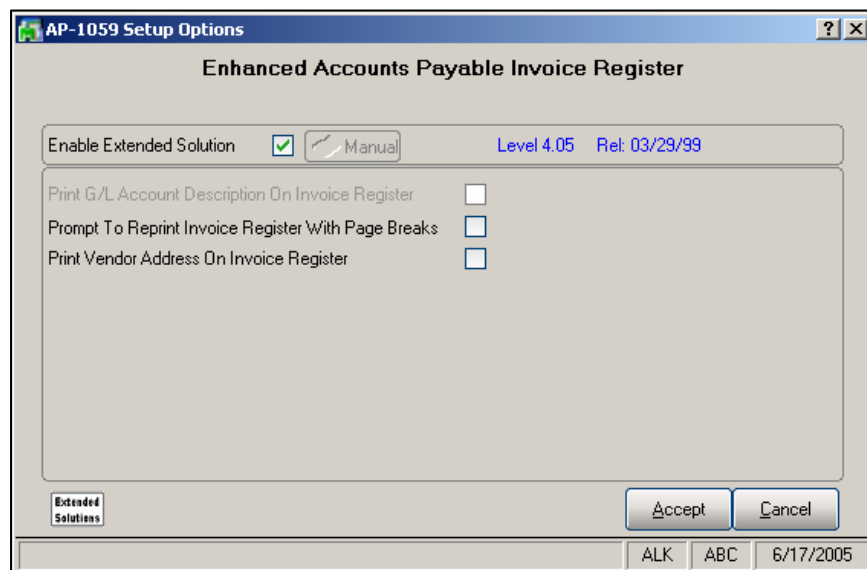 AP-1059 Setup Options
Enhanced Accounts Payable Invoice Register
Enable Extended Solution Manual Level 4.05 Rel: 03/29/99
Print G/L Account Description On Invoice Register
Prompt To Reprint Invoice Register With Page Breaks
Print Vendor Address On Invoice Register
Extended
Solutions
Accept Cancel
ALK ABC 6/17/2005